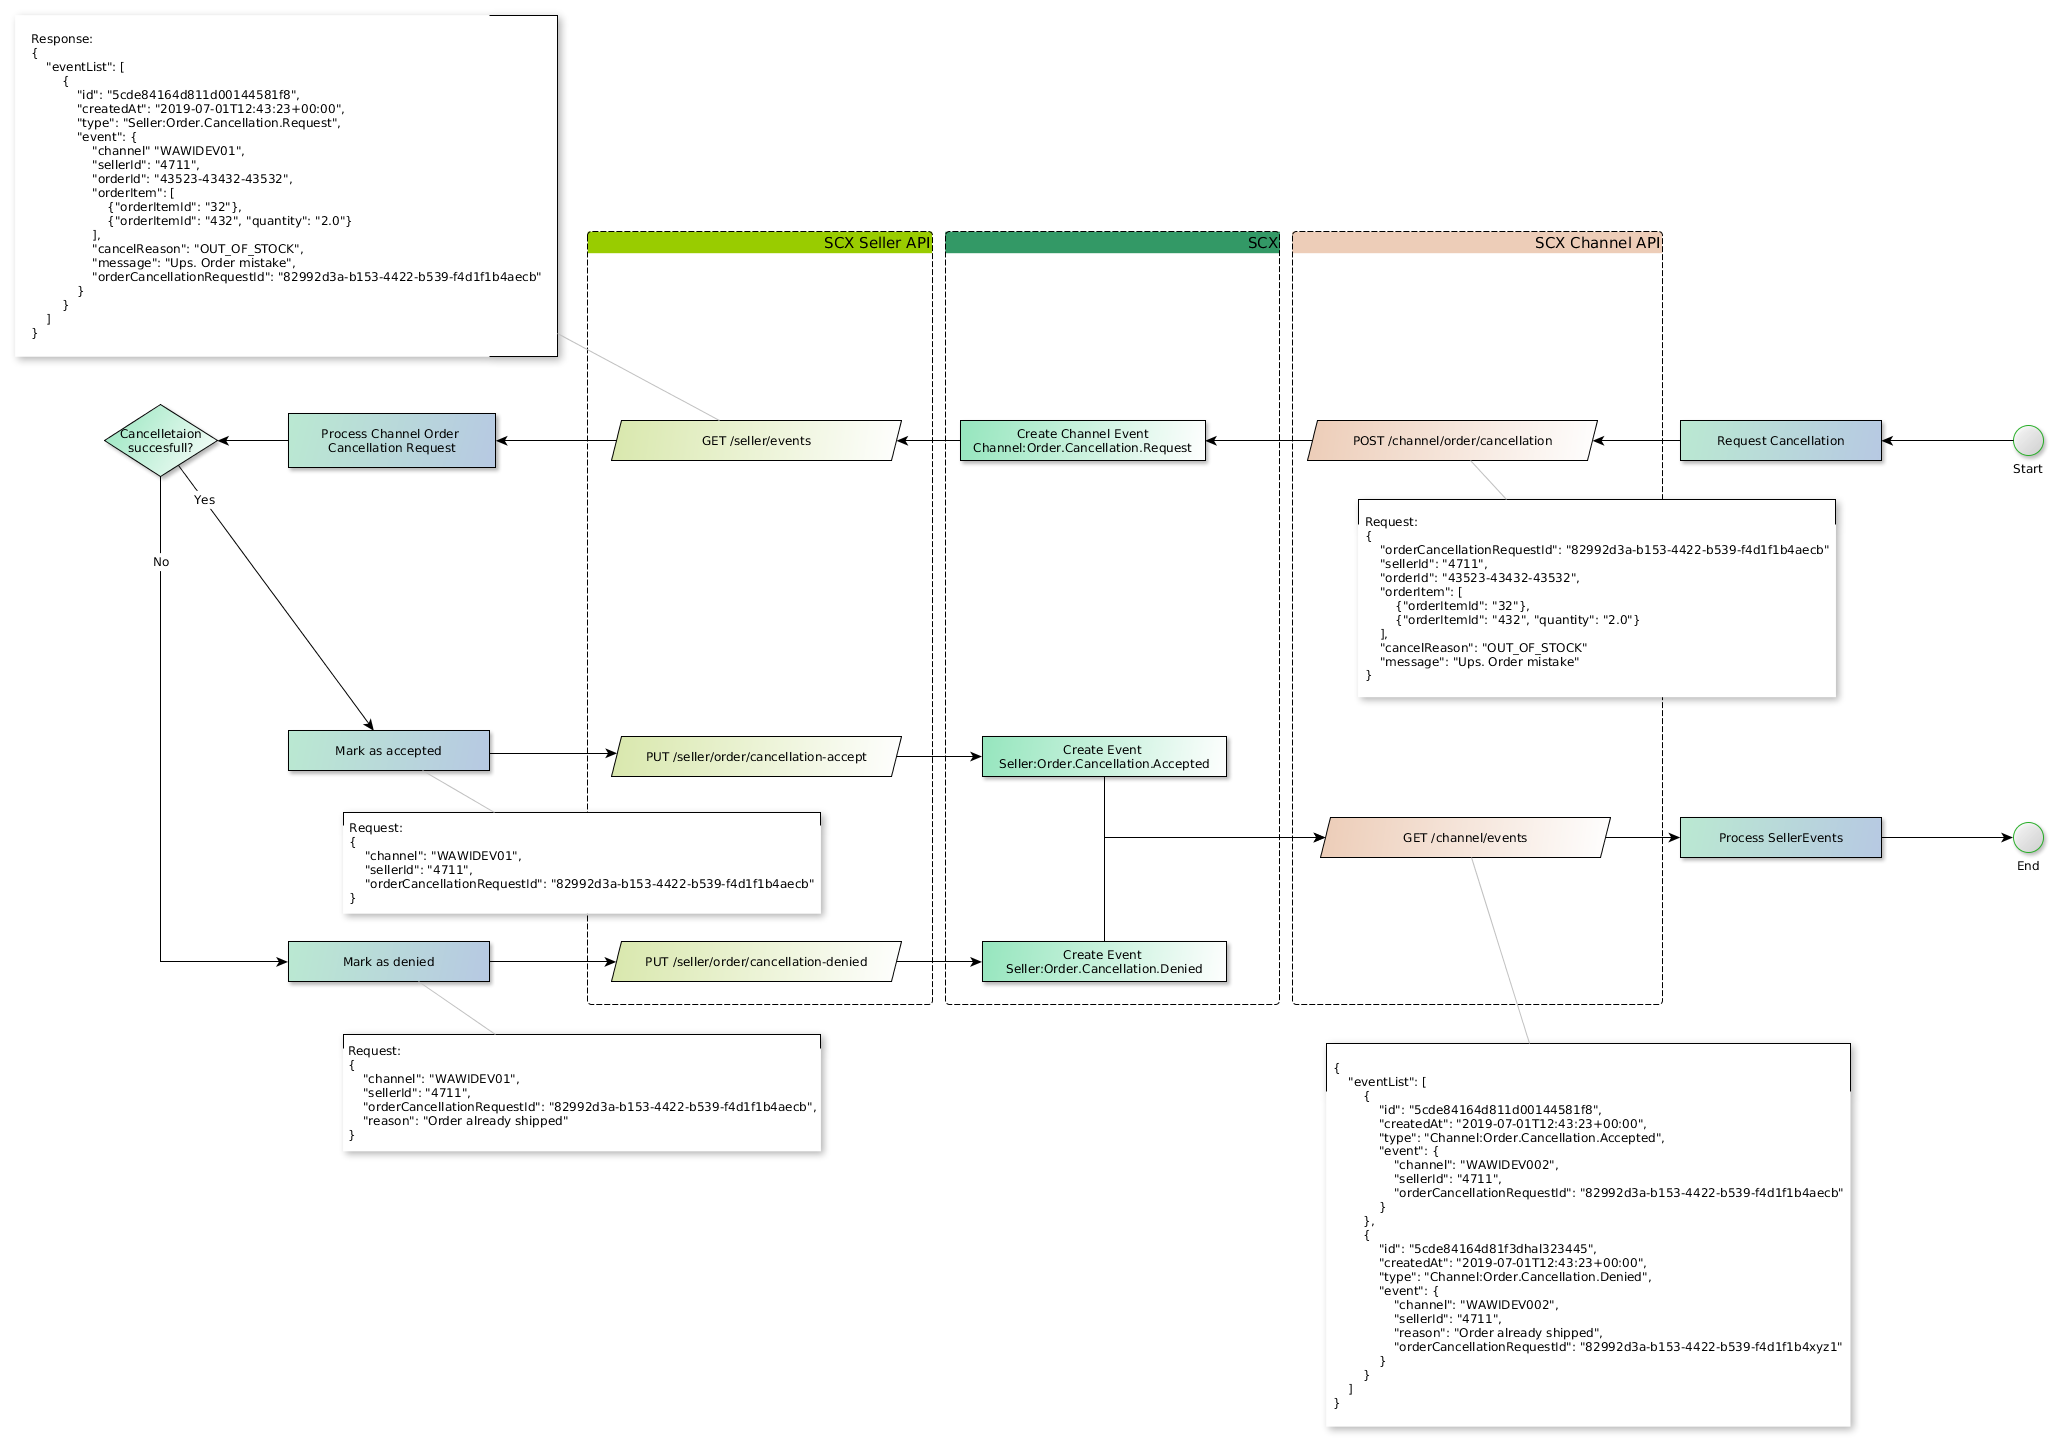 Response:
{
"eventList": [
{
"id": "5cde84164d811d00144581f8",
"createdAt": "2019-07-01T12:43:23+00:00",
"type": "Seller:Order.Cancellation.Request",
"event": {
"channel" "WAWIDEV01",
"sellerId": "4711",
"orderId": "43523-43432-43532",
"orderItem": [
{"orderItemId": "32"},
{"orderItemId": "432", "quantity": "2.0"}
],
"cancelReason": "OUT_OF_STOCK",
"message": "Ups. Order mistake",
"orderCancellationRequestId": "82992d3a-b153-4422-b539-f4d1f1b4aecb"
}
}
]
}
SCX Seller API
SCX
SCX Channel API
Cancelletaion
succesfull?
Process Channel Order
Cancellation Request
GET /seller/events
Create Channel Event
Channel:Order.Cancellation.Request
POST /channel/order/cancellation
Request Cancellation
Start
Yes
No
Request:
{
"orderCancellationRequestId": "82992d3a-b153-4422-b539-f4d1f1b4aecb"
"sellerId": "4711",
"orderId": "43523-43432-43532",
"orderItem": [
{"orderItemId": "32"},
{"orderItemId": "432", "quantity": "2.0"}
],
"cancelReason": "OUT_OF_STOCK"
"message": "Ups. Order mistake"
}
Mark as accepted
PUT /seller/order/cancellation-accept
Create Event
Seller:Order.Cancellation.Accepted
Request:
{
"channel": "WAWIDEV01",
"sellerId": "4711",
"orderCancellationRequestId": "82992d3a-b153-4422-b539-f4d1f1b4aecb"
}
GET /channel/events
Process SellerEvents
End
Mark as denied
PUT /seller/order/cancellation-denied
Create Event
Seller:Order.Cancellation.Denied
Request:
{
"channel": "WAWIDEV01",
"sellerId": "4711",
"orderCancellationRequestId": "82992d3a-b153-4422-b539-f4d1f1b4aecb",
"reason": "Order already shipped"
}
{
"eventList": [
{
"id": "5cde84164d811d00144581f8",
"createdAt": "2019-07-01T12:43:23+00:00",
"type": "Channel:Order.Cancellation.Accepted",
"event": {
"channel": "WAWIDEV002",
"sellerId": "4711",
"orderCancellationRequestId": "82992d3a-b153-4422-b539-f4d1f1b4aecb"
}
},
{
"id": "5cde84164d81f3dhal323445",
"createdAt": "2019-07-01T12:43:23+00:00",
"type": "Channel:Order.Cancellation.Denied",
"event": {
"channel": "WAWIDEV002",
"sellerId": "4711",
"reason": "Order already shipped",
"orderCancellationRequestId": "82992d3a-b153-4422-b539-f4d1f1b4xyz1"
}
}
]
}